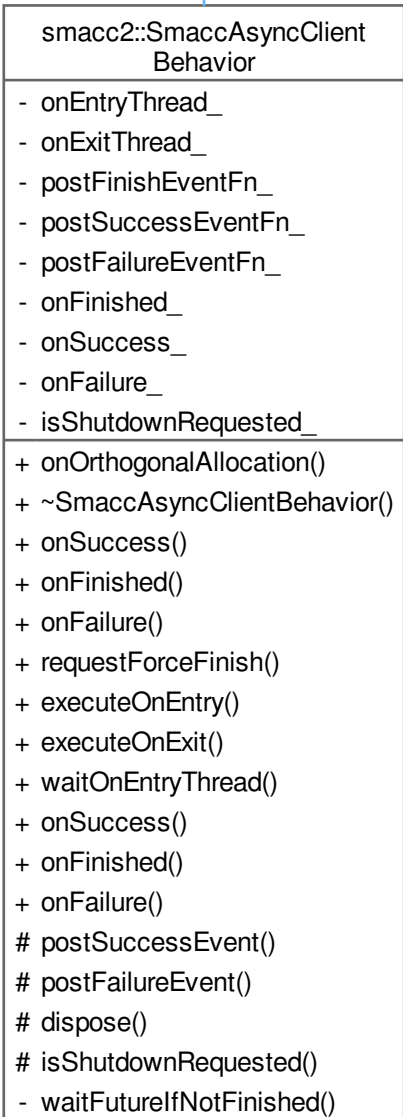 smacc2::SmaccAsyncClient
Behavior
- onEntryThread_
- onExitThread_
- postFinishEventFn_
- postSuccessEventFn_
- postFailureEventFn_
- onFinished_
- onSuccess_
- onFailure_
- isShutdownRequested_
+ onOrthogonalAllocation()
+ ~SmaccAsyncClientBehavior()
+ onSuccess()
+ onFinished()
+ onFailure()
+ requestForceFinish()
+ executeOnEntry()
+ executeOnExit()
+ waitOnEntryThread()
+ onSuccess()
+ onFinished()
+ onFailure()
# postSuccessEvent()
# postFailureEvent()
# dispose()
# isShutdownRequested()
- waitFutureIfNotFinished()